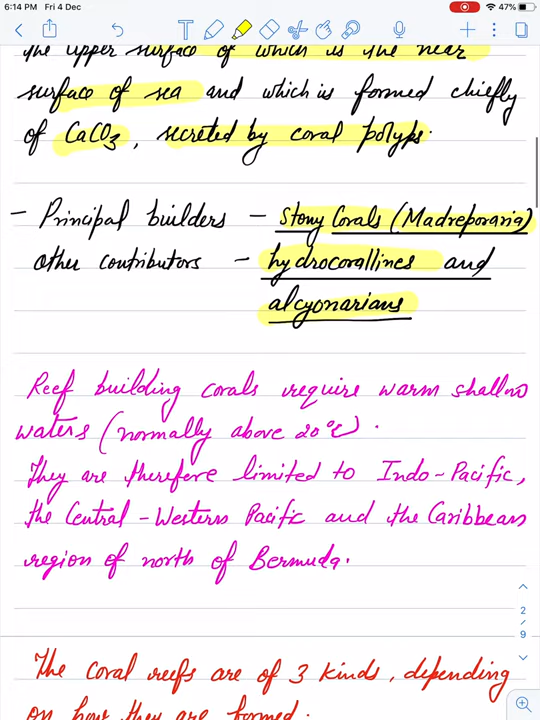 6:14 PM Fri 4 Dec
47%
the upper surface of which is the near
surface of sea and which is formed chiefly
of CaCO3, secreted by coral polyps.
- Principal builders - Stony Corals (Madreporaria)
other contributors - hydrocorallines and
alcyonarians
Reef building corals require warm shallow
waters (normally above 20°C).
They are therefore limited to Indo-Pacific,
the Central-Western Pacific and the Caribbean
region of north of Bermuda.
2
/
9
The coral reefs are of 3 kinds, depending
on how they are formed.